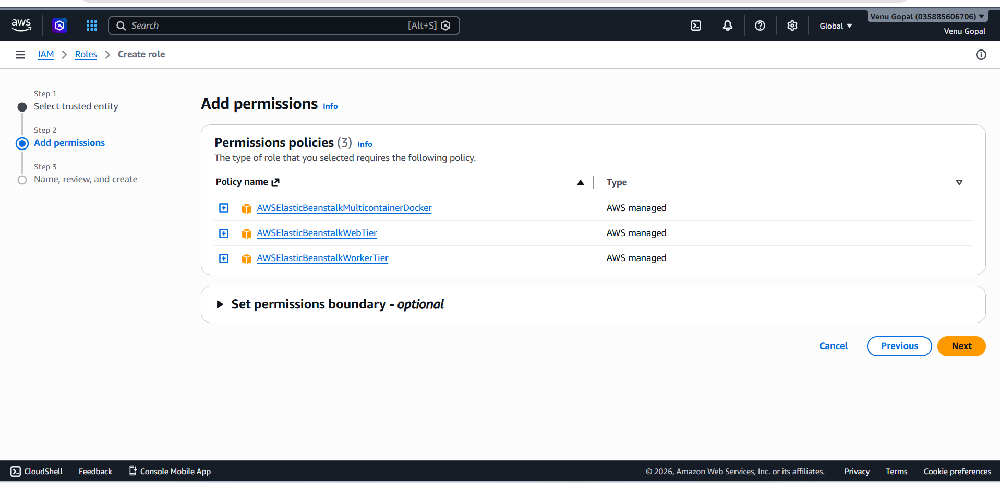 aws
Search
[Alt+S]
Global
Venu Gopal (035885606706)
Venu Gopal
IAM
Roles
Create role
Step 1
Select trusted entity
Step 2
Add permissions
Step 3
Name, review, and create
Add permissions Info
Permissions policies (3) Info
The type of role that you selected requires the following policy.
Policy name Type
AWSElasticBeanstalkMulticontainerDocker AWS managed
AWSElasticBeanstalkWebTier AWS managed
AWSElasticBeanstalkWorkerTier AWS managed
Set permissions boundary - optional
Cancel Previous Next
CloudShell Feedback Console Mobile App © 2026, Amazon Web Services, Inc. or its affiliates. Privacy Terms Cookie preferences